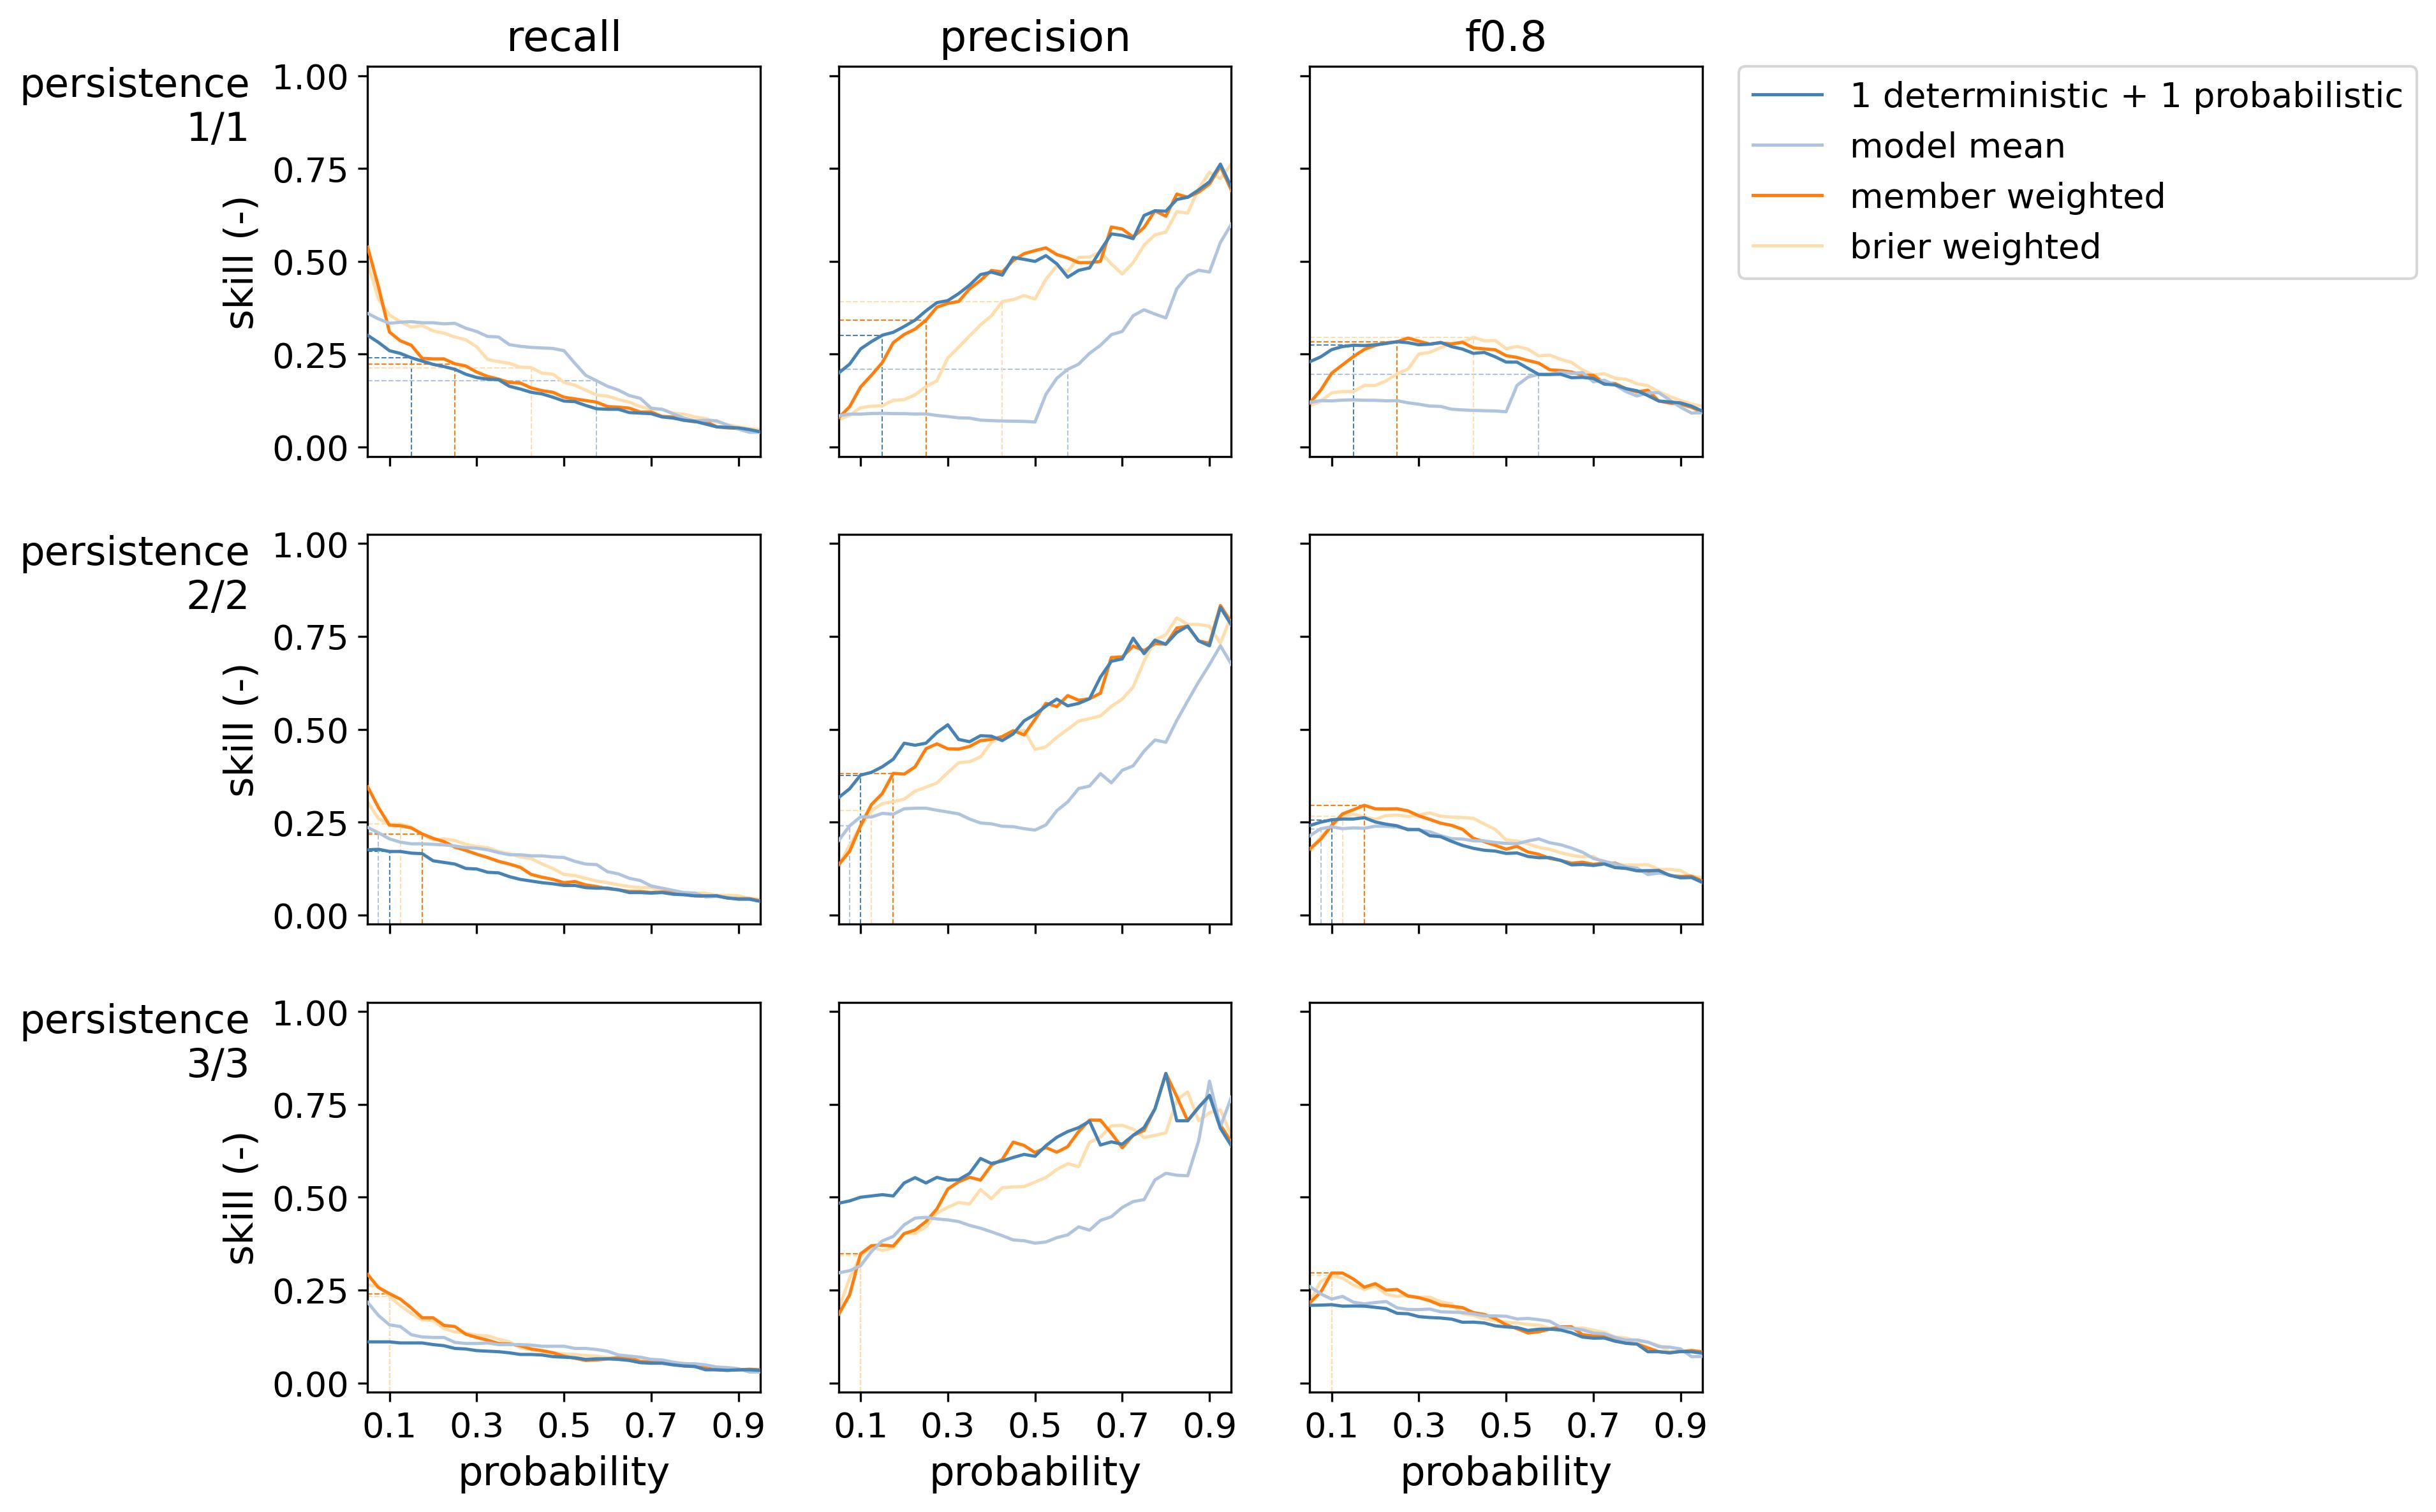 recall
precision
f0.8
persistence
1/1
skill (-)
1.00
0.75
0.50
0.25
0.00
1 deterministic + 1 probabilistic
model mean
member weighted
brier weighted
persistence
2/2
skill (-)
1.00
0.75
0.50
0.25
0.00
persistence
3/3
skill (-)
1.00
0.75
0.50
0.25
0.00
0.1 0.3 0.5 0.7 0.9
0.1 0.3 0.5 0.7 0.9
0.1 0.3 0.5 0.7 0.9
probability
probability
probability